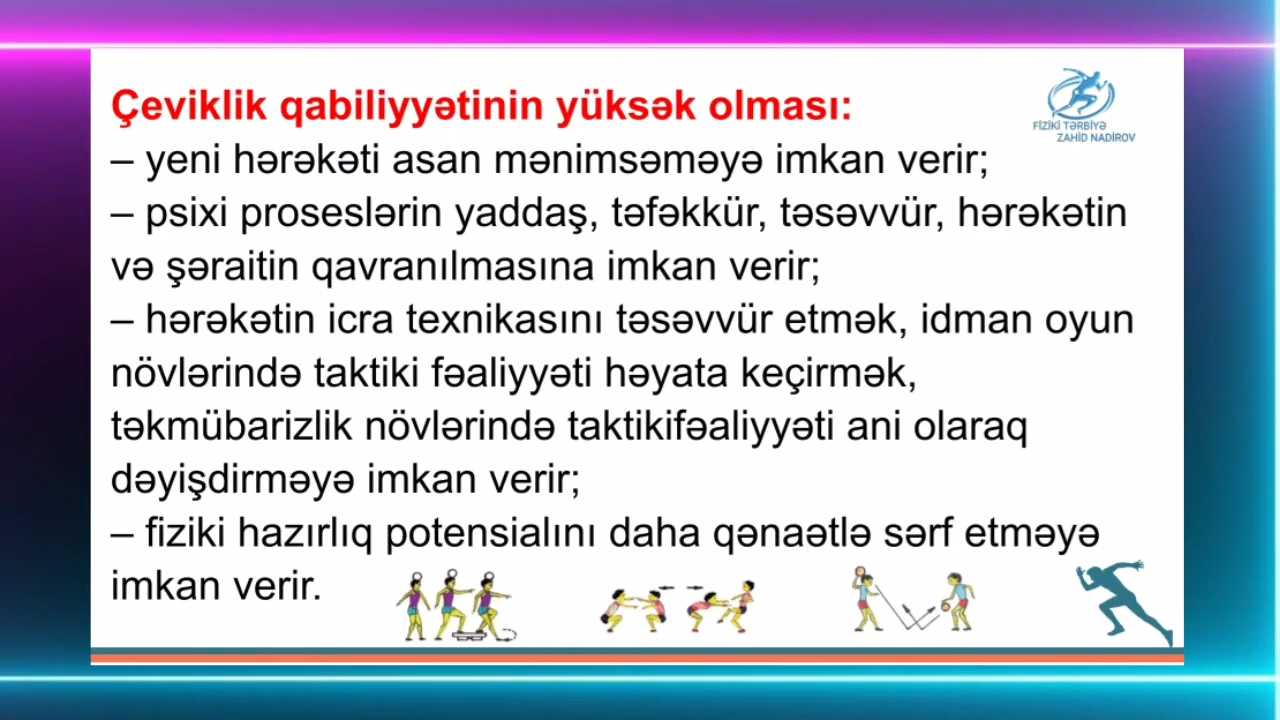 Çeviklik qabiliyyətinin yüksək olması:
FİZİKİ TƏRBİYƏ
ZAHİD NADİROV
– yeni hərəkəti asan mənimsəməyə imkan verir;
– psixi proseslərin yaddaş, təfəkkür, təsəvvür, hərəkətin
və şəraitin qavranılmasına imkan verir;
– hərəkətin icra texnikasını təsəvvür etmək, idman oyun
növlərində taktiki fəaliyyəti həyata keçirmək,
təkmübarizlik növlərində taktikifəaliyyəti ani olaraq
dəyişdirməyə imkan verir;
– fiziki hazırlıq potensialını daha qənaətlə sərf etməyə
imkan verir.